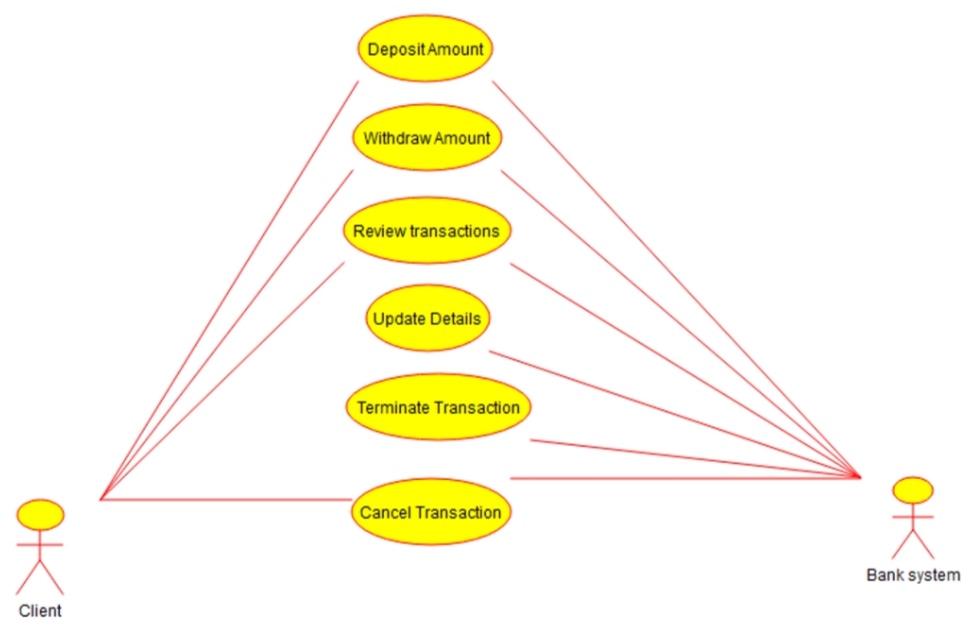 Deposit Amount
Withdraw Amount
Review transactions
Update Details
Terminate Transaction
Cancel Transaction
Bank system
Client